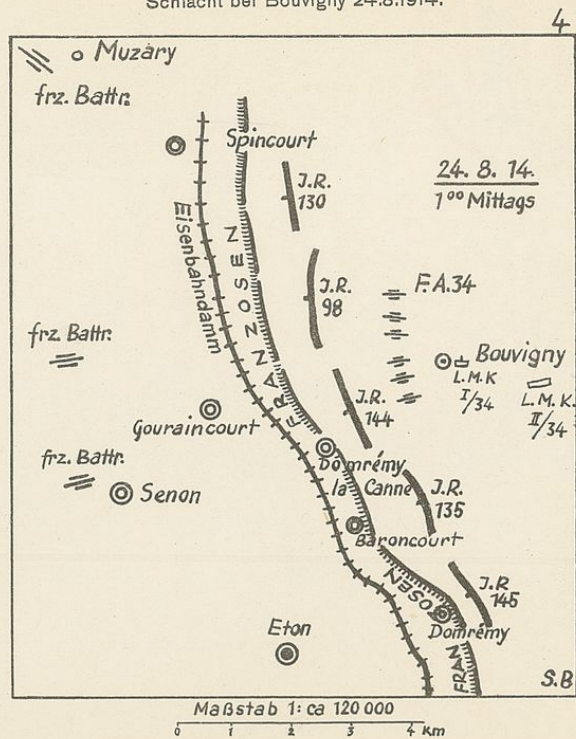 Schlacht bei Bouvigny 24.8.1914.
4
Muzáry
frz. Battr.
Spincourt
J.R.
130
24. 8. 14.
1⁰⁰ Mittags
Eisenbahndamm
FRANZOSEN
J.R.
98
F.A.34
frz. Battr.
Bouvigny
L.M.K
I/34
L.M.K.
II/34
J.R.
144
Gouraincourt
frz. Battr.
Senon
Domrémy
la Canne
J.R.
135
Baroncourt
FRANZOSEN
J.R
145
Domrémy
Eton
S.B
Maßstab 1: ca 120 000
0 1 2 3 4 Km